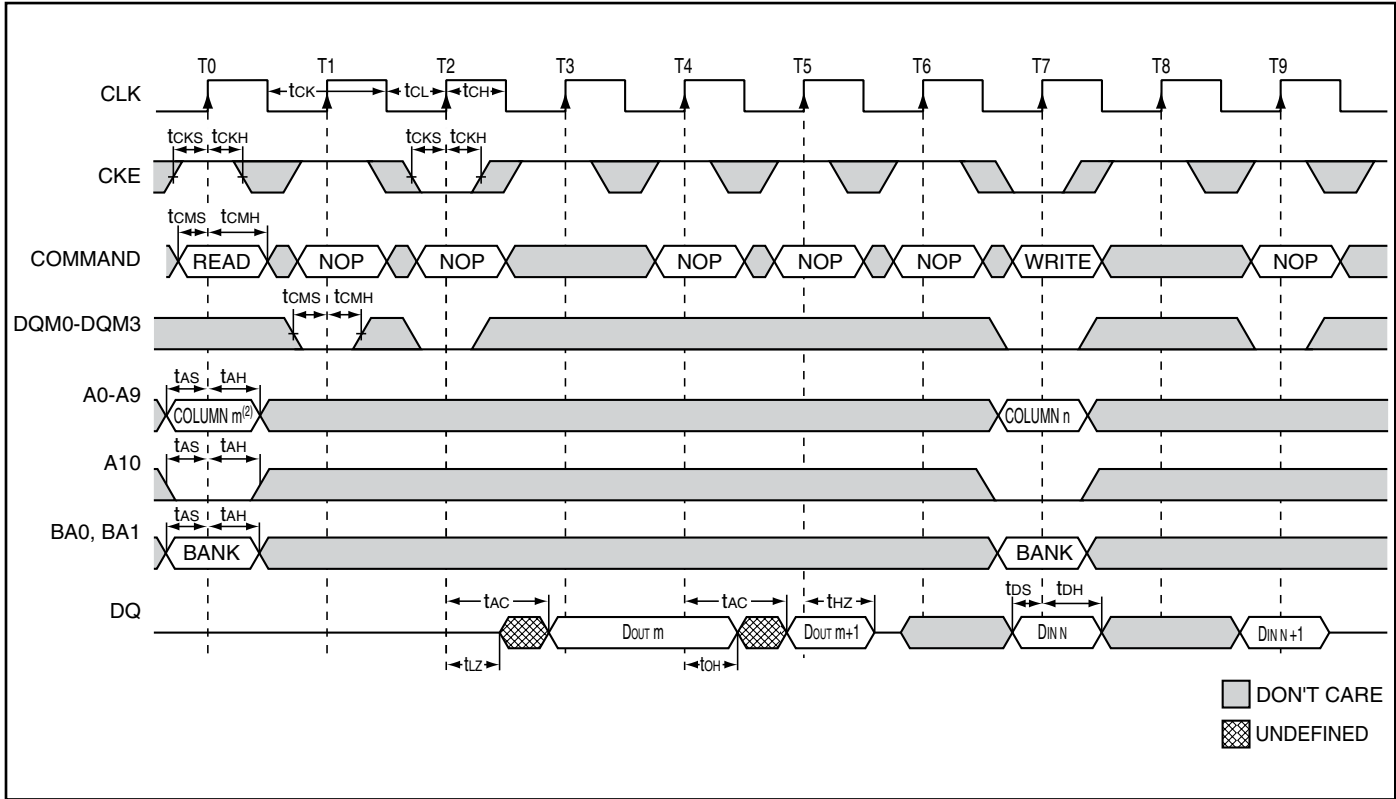 T0 T1 T2 T3 T4 T5 T6 T7 T8 T9
CLK tCK tCL tCH
tCKS tCKH tCKS tCKH
CKE
tCMS tCMH
COMMAND READ NOP NOP NOP NOP NOP WRITE NOP
tCMS tCMH
DQM0-DQM3
tAS tAH
A0-A9 COLUMN m(2) COLUMN n
tAS tAH
A10
tAS tAH
BA0, BA1 BANK BANK
tAC tAC tHZ tDS tDH
DQ DOUT m DOUT m+1 DIN N DIN N+1
tLZ tOH
DON'T CARE
UNDEFINED